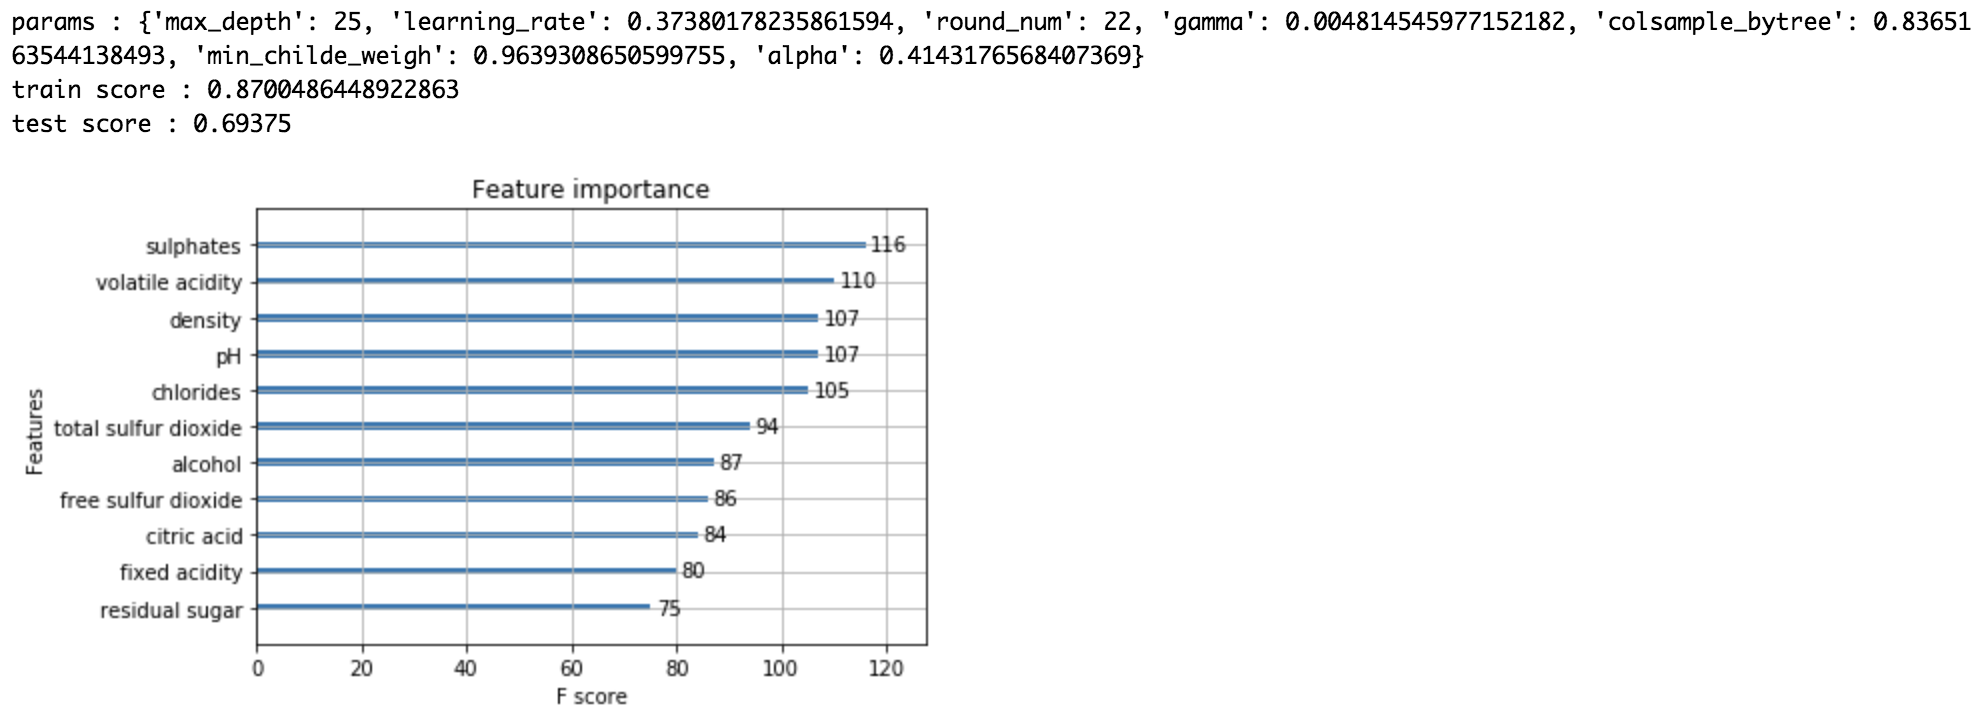 params : {'max_depth': 25, 'learning_rate': 0.37380178235861594, 'round_num': 22, 'gamma': 0.004814545977152182, 'colsample_bytree': 0.83651
63544138493, 'min_childe_weigh': 0.9639308650599755, 'alpha': 0.4143176568407369}
train score : 0.8700486448922863
test score : 0.69375
Feature importance
sulphates 116
volatile acidity 110
density 107
pH 107
chlorides 105
total sulfur dioxide 94
alcohol 87
free sulfur dioxide 86
citric acid 84
fixed acidity 80
residual sugar 75
Features
0 20 40 60 80 100 120
F score